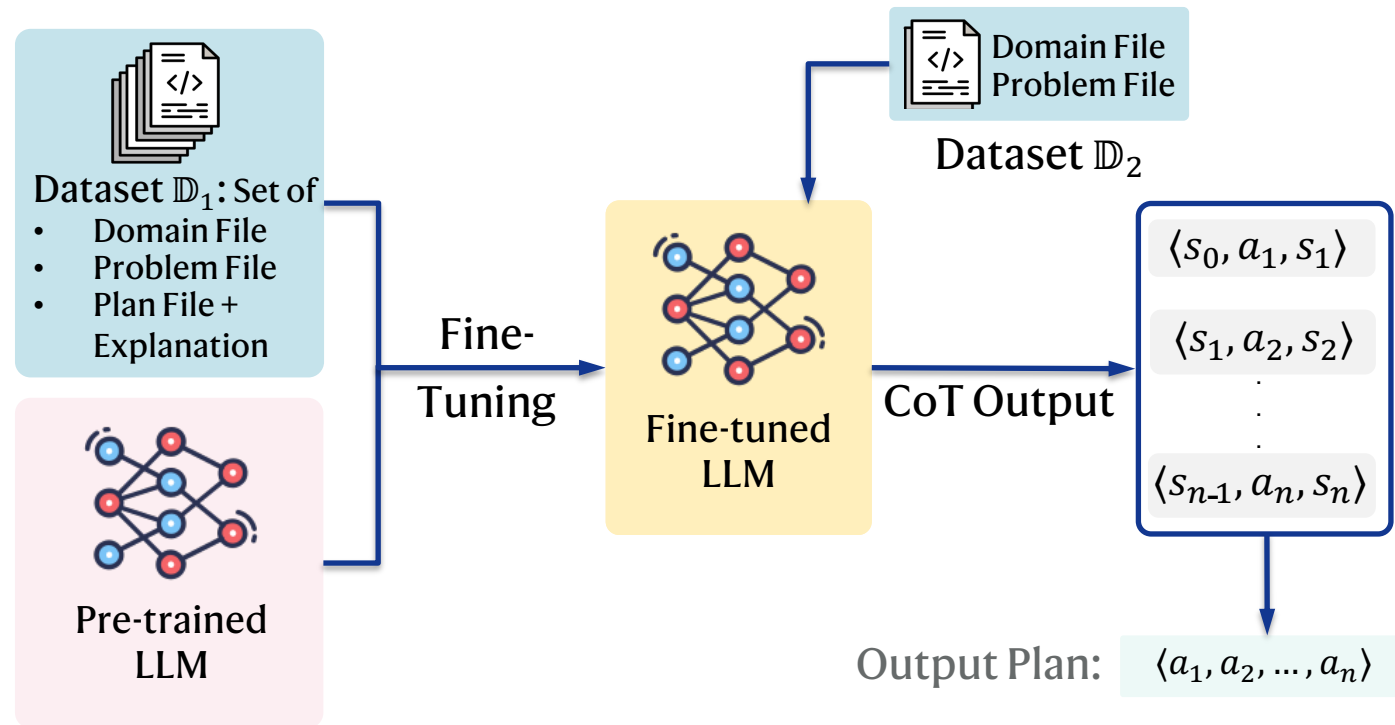 </>
Dataset 𝔻₁: Set of
• Domain File
• Problem File
• Plan File +
Explanation
Pre-trained
LLM
Fine-
Tuning
</>
Domain File
Problem File
Dataset 𝔻₂
Fine-tuned
LLM
CoT Output
⟨s₀, a₁, s₁⟩
⟨s₁, a₂, s₂⟩
.
.
.
⟨sₙ₋₁, aₙ, sₙ⟩
Output Plan: ⟨a₁, a₂, ..., aₙ⟩